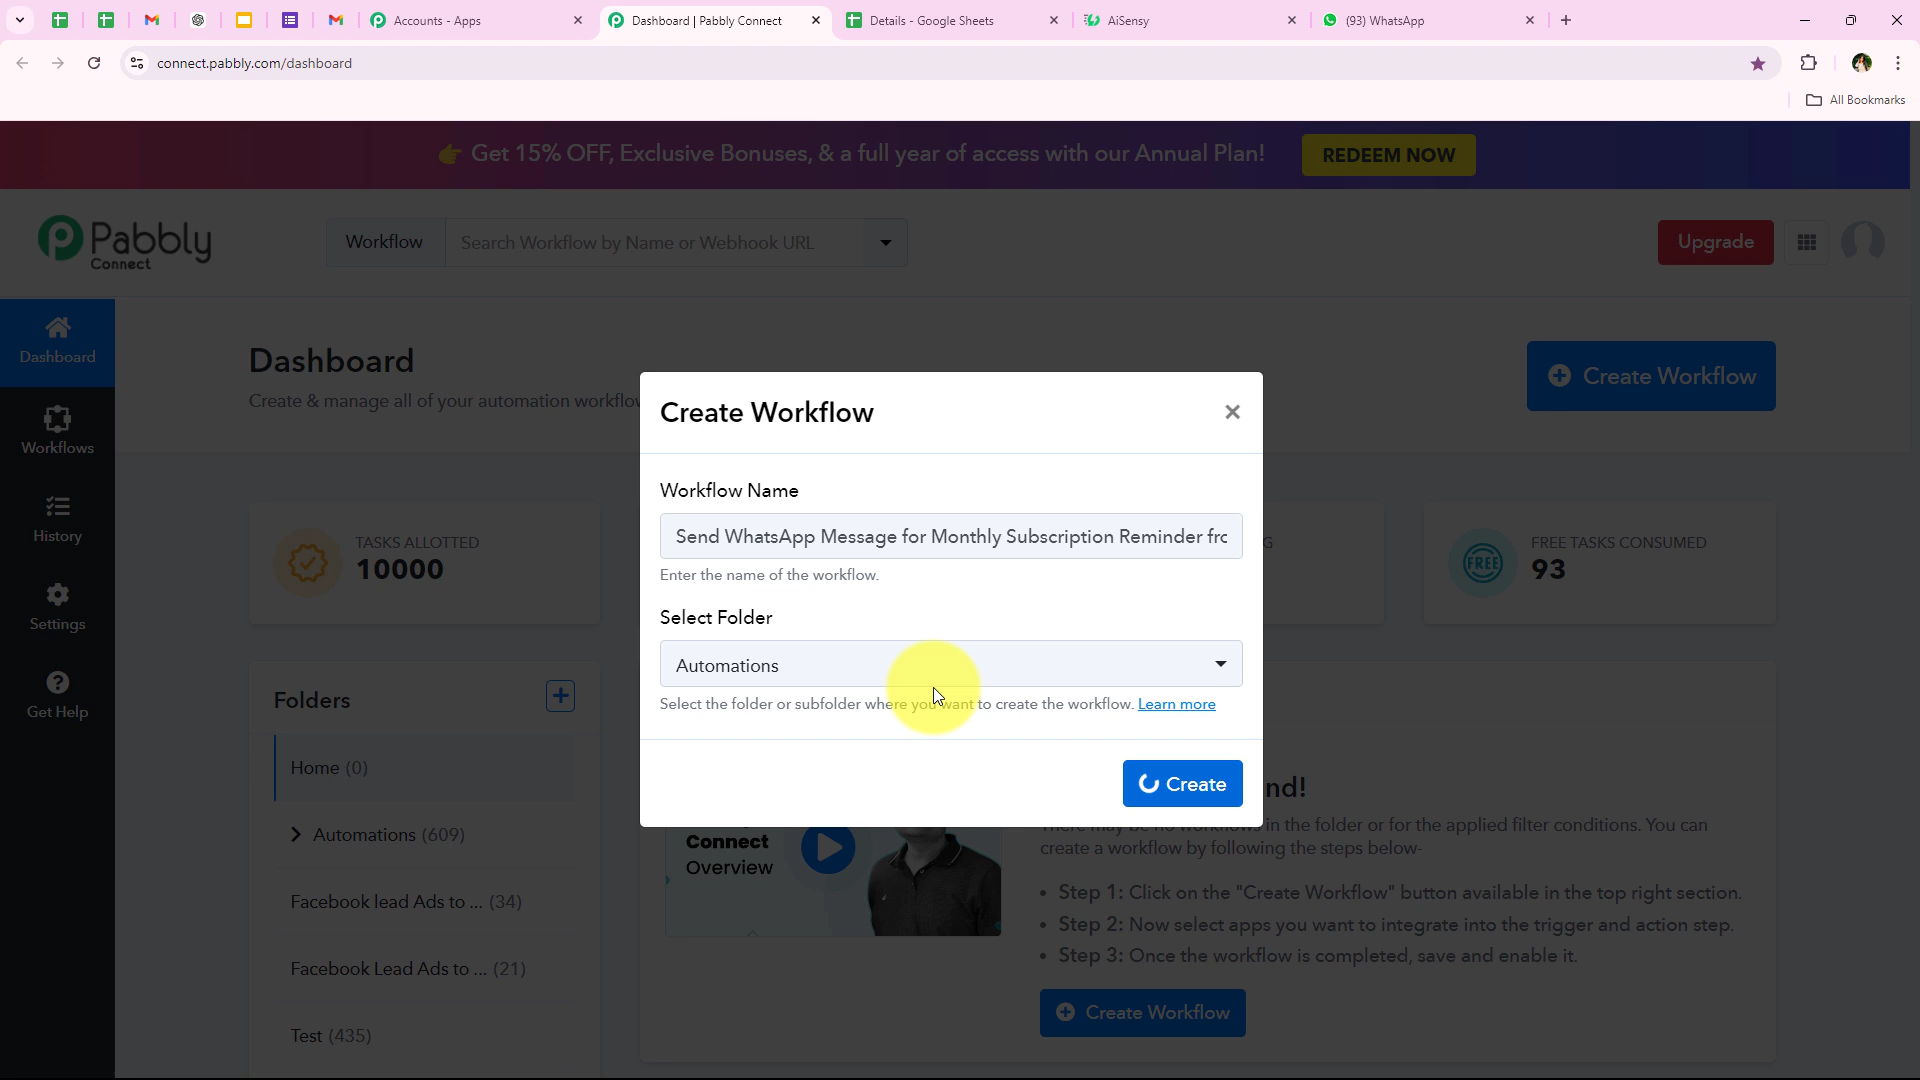 Accounts - Apps
Dashboard | Pabbly Connect
Details - Google Sheets
AiSensy
(93) WhatsApp
connect.pabbly.com/dashboard
All Bookmarks
👉 Get 15% OFF, Exclusive Bonuses, & a full year of access with our Annual Plan!
REDEEM NOW
Pabbly
Connect
Workflow
Search Workflow by Name or Webhook URL
Upgrade
Dashboard
Workflows
History
Settings
Get Help
Dashboard
Create & manage all of your automation workflow
Create Workflow
TASKS ALLOTTED
10000
G
FREE
FREE TASKS CONSUMED
93
Folders
Home (0)
Automations (609)
Facebook lead Ads to ... (34)
Facebook Lead Ads to ... (21)
Test (435)
Create Workflow
Workflow Name
Send WhatsApp Message for Monthly Subscription Reminder frc
Enter the name of the workflow.
Select Folder
Automations
Select the folder or subfolder where you want to create the workflow. Learn more
Create
Connect
Overview
nd!
There may be no workflows in the folder or for the applied filter conditions. You can
create a workflow by following the steps below-
• Step 1: Click on the "Create Workflow" button available in the top right section.
• Step 2: Now select apps you want to integrate into the trigger and action step.
• Step 3: Once the workflow is completed, save and enable it.
Create Workflow